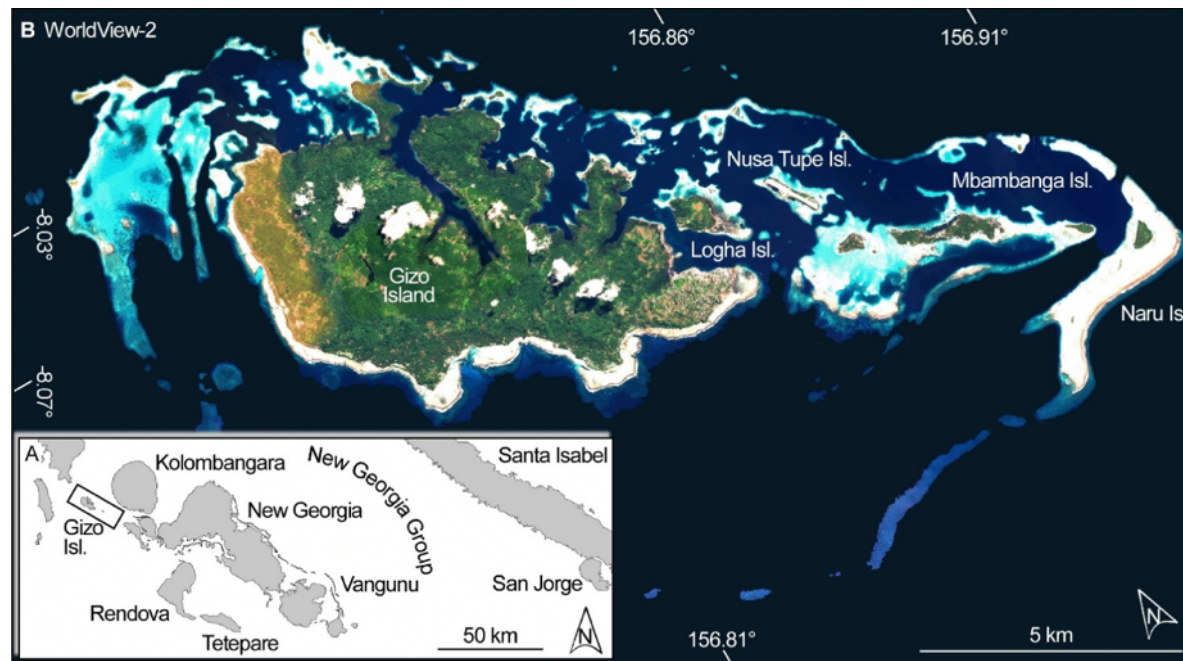 B WorldView-2
156.86°
156.91°
Nusa Tupe Isl.
Mbambanga Isl.
-8.03°
Logha Isl.
Gizo
Island
Naru Is
-8.07°
A
Kolombangara
New Georgia Group
Santa Isabel
New Georgia
Gizo
Isl.
Vangunu
San Jorge
Rendova
Tetepare
50 km
N
156.81°
5 km
N